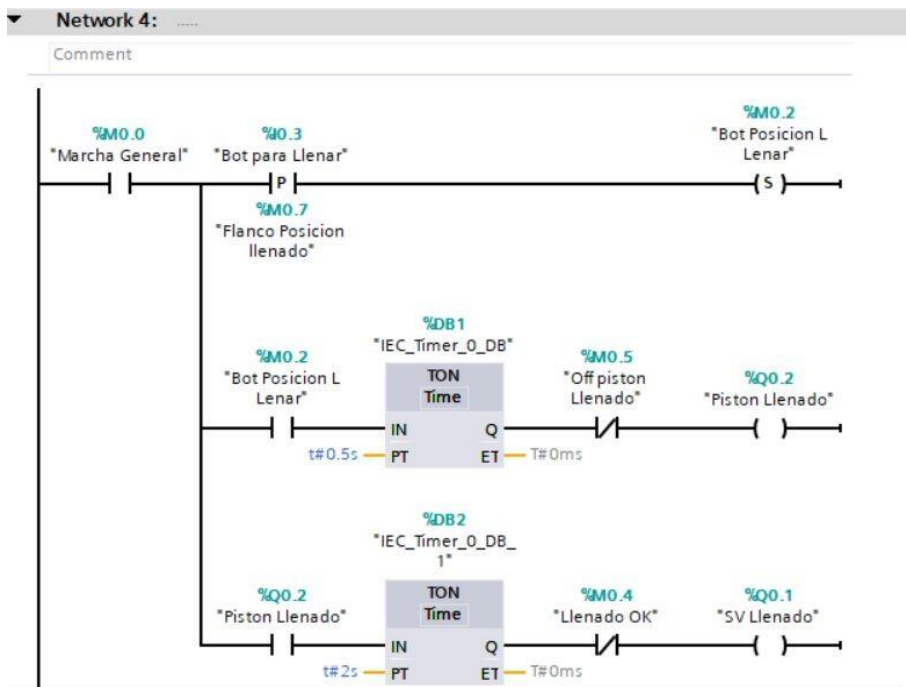 Network 4: .....
Comment
%M0.0
"Marcha General"
%I0.3
"Bot para Llenar"
P
%M0.7
"Flanco Posicion
llenado"
%M0.2
"Bot Posicion L
Lenar"
S
%M0.2
"Bot Posicion L
Lenar"
%DB1
"IEC_Timer_0_DB"
TON
Time
IN
Q
t#0.5s
PT
ET
T#0ms
%M0.5
"Off piston
Llenado"
%Q0.2
"Piston Llenado"
%Q0.2
"Piston Llenado"
%DB2
"IEC_Timer_0_DB_
1"
TON
Time
IN
Q
t#2s
PT
ET
T#0ms
%M0.4
"Llenado OK"
%Q0.1
"SV Llenado"